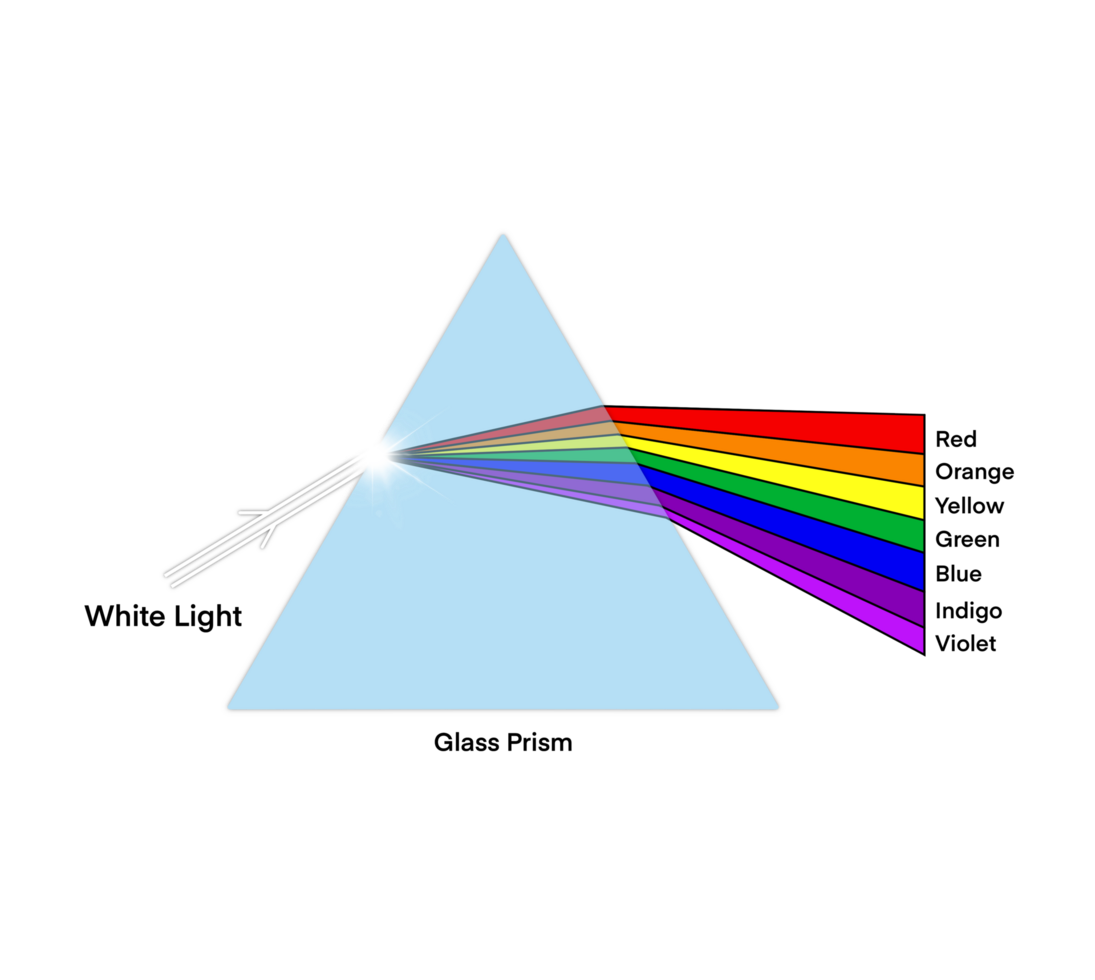 Red
Orange
Yellow
Green
Blue
Indigo
Violet
White Light
Glass Prism